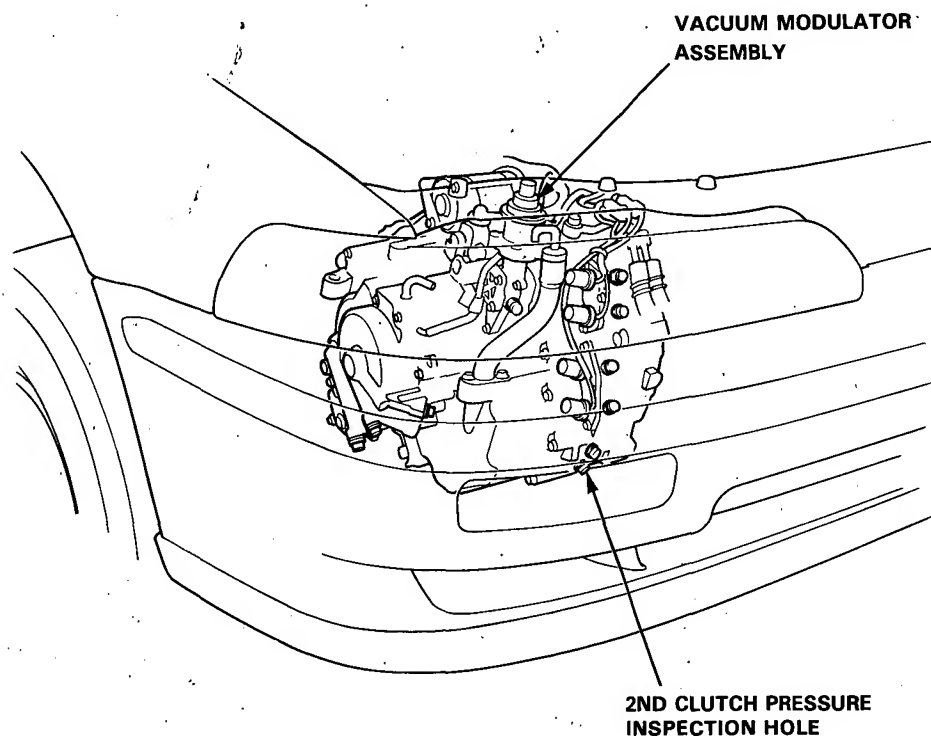 VACUUM MODULATOR
ASSEMBLY
2ND CLUTCH PRESSURE
INSPECTION HOLE